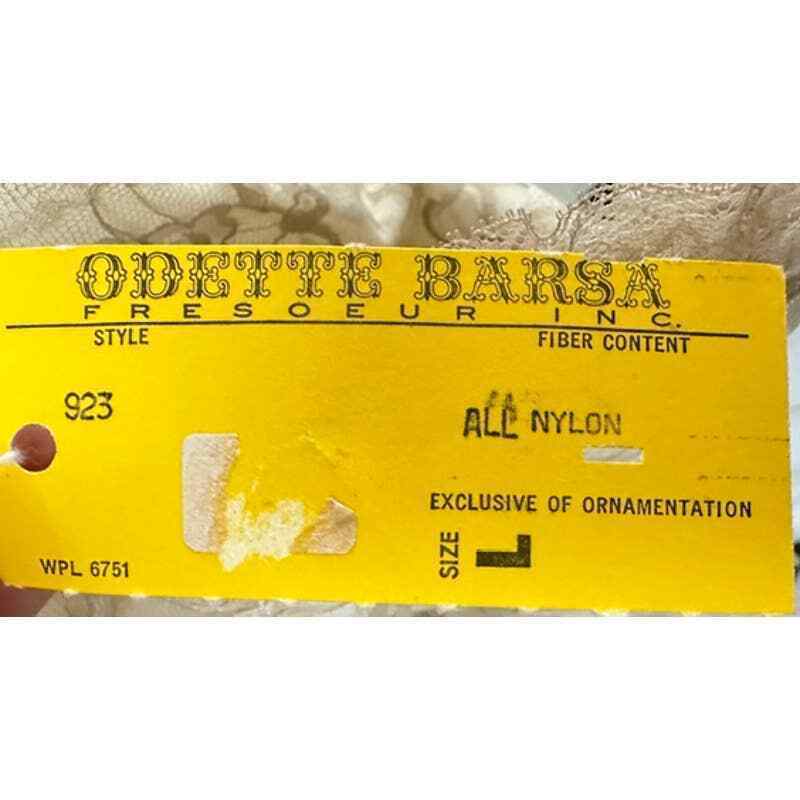 ODETTE BARSA
FRESOEUR INC.
STYLE FIBER CONTENT
923 ALL NYLON
EXCLUSIVE OF ORNAMENTATION
SIZE L
WPL 6751